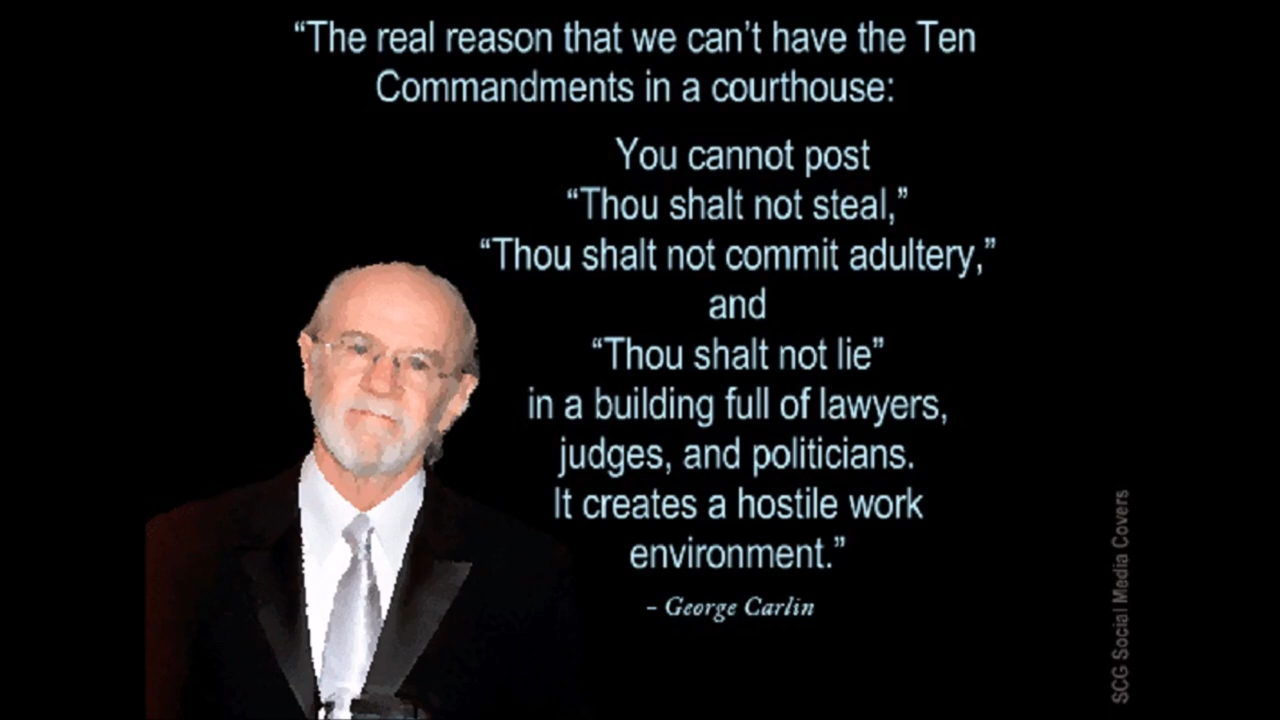 “The real reason that we can’t have the Ten
Commandments in a courthouse:
You cannot post
“Thou shalt not steal,”
“Thou shalt not commit adultery,”
and
“Thou shalt not lie”
in a building full of lawyers,
judges, and politicians.
It creates a hostile work
environment.”
– George Carlin
SCG Social Media Covers